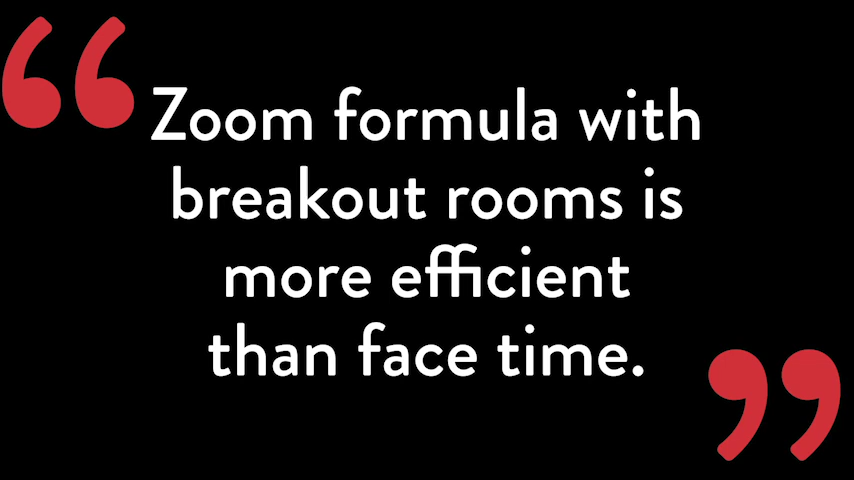 “Zoom formula with
breakout rooms is
more efficient
than face time.”